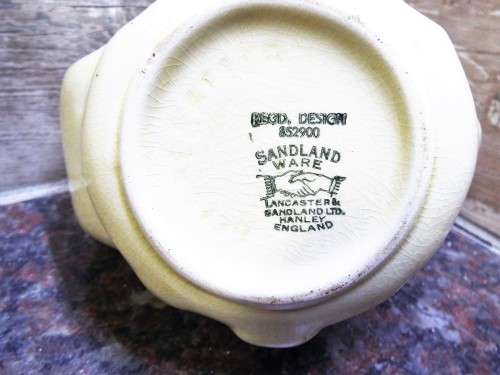 REGD. DESIGN
852900
SANDLAND
WARE
LANCASTER &
SANDLAND LTD.
HANLEY
ENGLAND